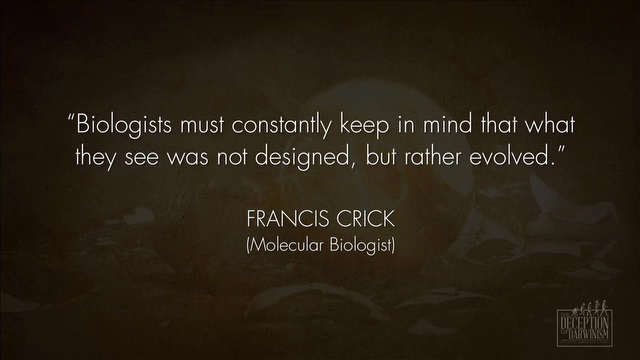 “Biologists must constantly keep in mind that what
they see was not designed, but rather evolved.”
FRANCIS CRICK
(Molecular Biologist)
DECEPTION
DARWINISM